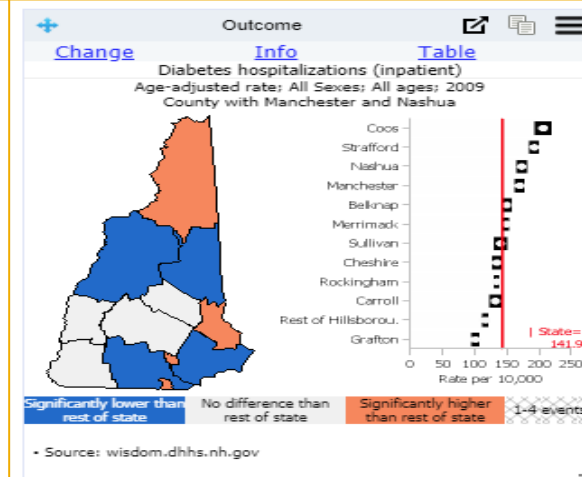 Outcome
Change Info Table
Diabetes hospitalizations (inpatient)
Age-adjusted rate; All Sexes; All ages; 2009
County with Manchester and Nashua
Coos
Strafford
Nashua
Manchester
Belknap
Merrimack
Sullivan
Cheshire
Rockingham
Carroll
Rest of Hillsborou.
Grafton
| State=
141.9
0 50 100 150 200 250
Rate per 10,000
Significantly lower than
rest of state
No difference than
rest of state
Significantly higher
than rest of state
1-4 events
• Source: wisdom.dhhs.nh.gov